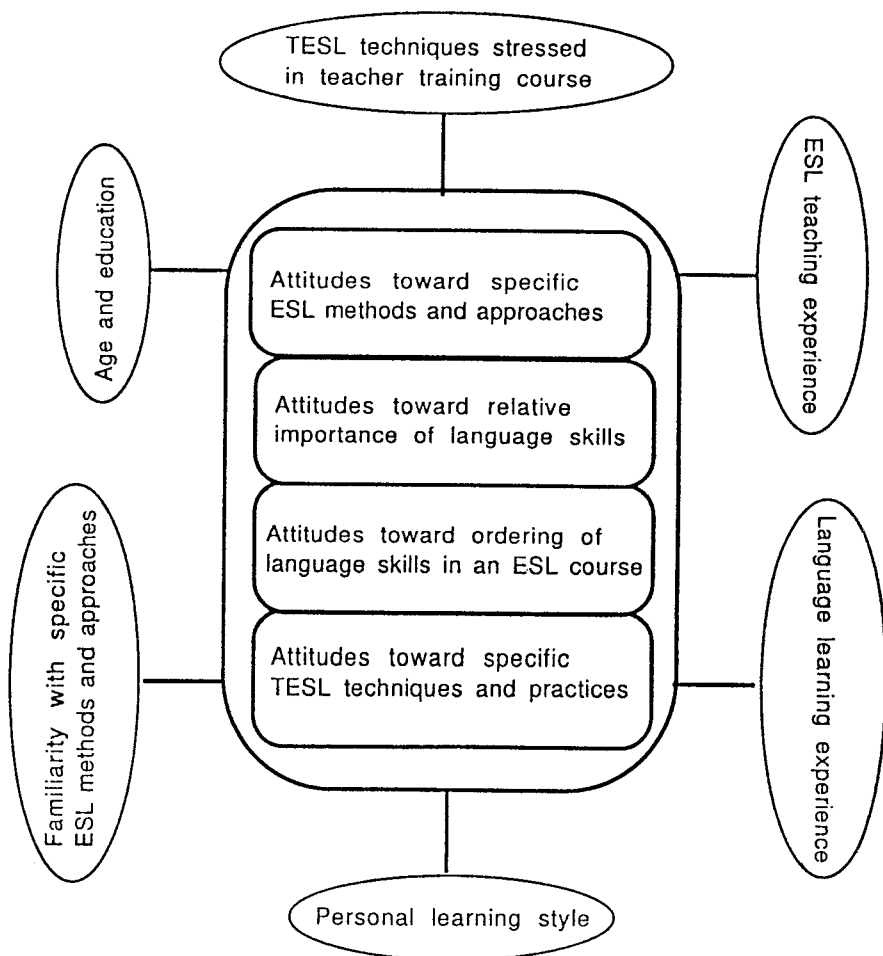 TESL techniques stressed
in teacher training course
Age and education
ESL teaching experience
Attitudes toward specific
ESL methods and approaches
Attitudes toward relative
importance of language skills
Attitudes toward ordering of
language skills in an ESL course
Attitudes toward specific
TESL techniques and practices
Familiarity with specific
ESL methods and approaches
Language learning experience
Personal learning style